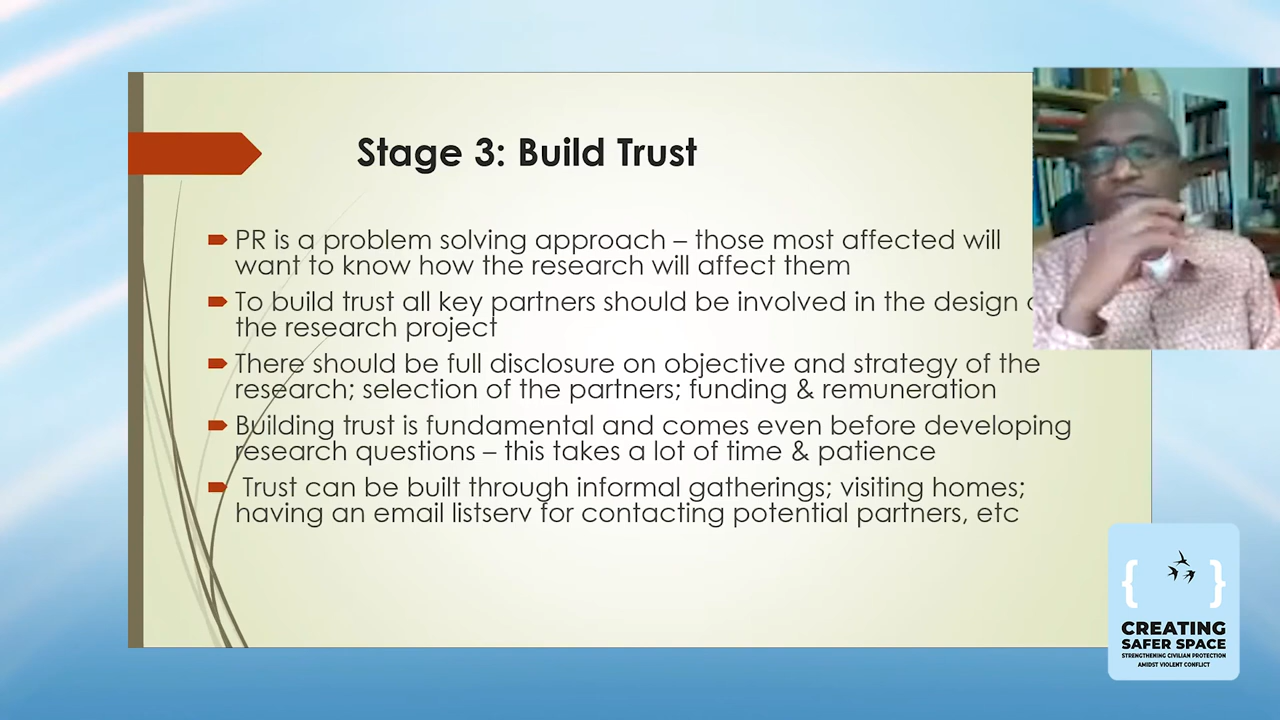 Stage 3: Build Trust
PR is a problem solving approach – those most affected will
want to know how the research will affect them
To build trust all key partners should be involved in the design
the research project
There should be full disclosure on objective and strategy of the
research; selection of the partners; funding & remuneration
Building trust is fundamental and comes even before developing
research questions – this takes a lot of time & patience
Trust can be built through informal gatherings; visiting homes;
having an email listserv for contacting potential partners, etc
{ }
CREATING
SAFER SPACE
STRENGTHENING CIVILIAN PROTECTION
AMIDST VIOLENT CONFLICT